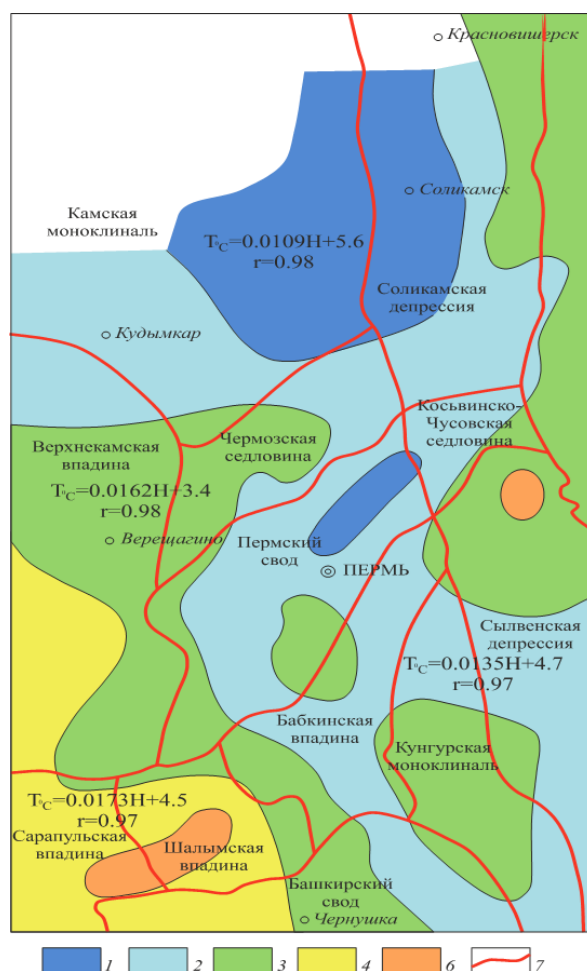 Красновишерск
Соликамск
Камская
моноклиналь
T°C=0.0109H+5.6
r=0.98
Соликамская
депрессия
Кудымкар
Косьвинско-
Чусовская
седловина
Чермозская
седловина
Верхнекамская
впадина
T°C=0.0162H+3.4
r=0.98
Верещагино
Пермский
свод
ПЕРМЬ
Сылвенская
депрессия
T°C=0.0135H+4.7
r=0.97
Бабкинская
впадина
Кунгурская
моноклиналь
T°C=0.0173H+4.5
r=0.97
Сарапульская
впадина
Шалымская
впадина
Башкирский
свод
Чернушка
1 2 3 4 6 7